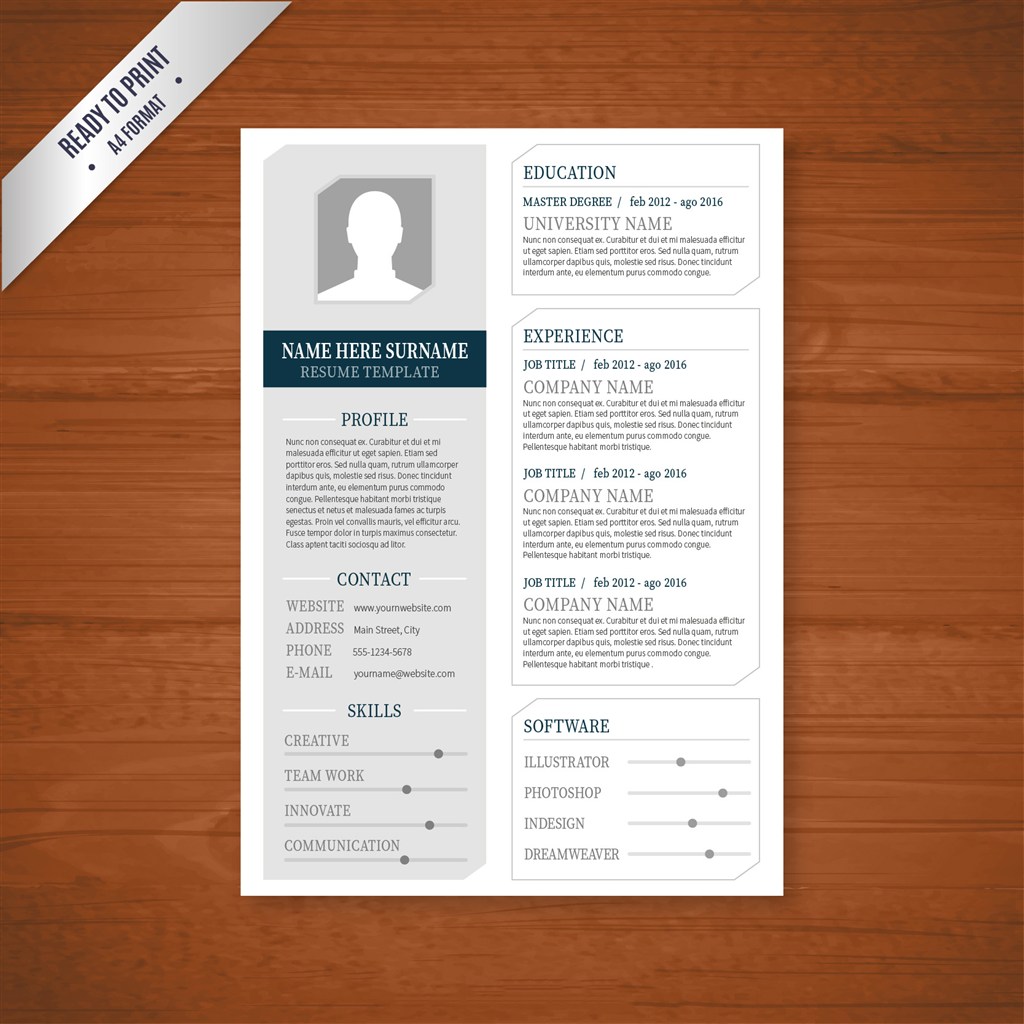 READY TO PRINT
A4 FORMAT
NAME HERE SURNAME
RESUME TEMPLATE
PROFILE
Nunc non consequat ex. Curabitur et dui et mi
malesuada efficitur ut eget sapien. Etiam sed
porttitor eros. Sed nulla quam, rutrum ullamcorper
dapibus quis, molestie sed risus. Donec tincidunt
interdum ante, eu elementum purus commodo
congue. Pellentesque habitant morbi tristique
senectus et netus et malesuada fames ac turpis
egestas. Proin vel convallis mauris, vel efficitur arcu.
Fusce tempor dolor in turpis maximus consectetur.
Class aptent taciti sociosqu ad litor.
CONTACT
WEBSITE www.yournwebsite.com
ADDRESS Main Street, City
PHONE 555-1234-5678
E-MAIL yourname@website.com
SKILLS
CREATIVE
TEAM WORK
INNOVATE
COMMUNICATION
EDUCATION
MASTER DEGREE / feb 2012 - ago 2016
UNIVERSITY NAME
Nunc non consequat ex. Curabitur et dui et mi malesuada efficitur
ut eget sapien. Etiam sed porttitor eros. Sed nulla quam, rutrum
ullamcorper dapibus quis, molestie sed risus. Donec tincidunt
interdum ante, eu elementum purus commodo congue.
EXPERIENCE
JOB TITLE / feb 2012 - ago 2016
COMPANY NAME
Nunc non consequat ex. Curabitur et dui et mi malesuada efficitur
ut eget sapien. Etiam sed porttitor eros. Sed nulla quam, rutrum
ullamcorper dapibus quis, molestie sed risus. Donec tincidunt
interdum ante, eu elementum purus commodo congue.
Pellentesque habitant morbi tristique.
JOB TITLE / feb 2012 - ago 2016
COMPANY NAME
Nunc non consequat ex. Curabitur et dui et mi malesuada efficitur
ut eget sapien. Etiam sed porttitor eros. Sed nulla quam, rutrum
ullamcorper dapibus quis, molestie sed risus. Donec tincidunt
interdum ante, eu elementum purus commodo congue.
Pellentesque habitant morbi tristique.
JOB TITLE / feb 2012 - ago 2016
COMPANY NAME
Nunc non consequat ex. Curabitur et dui et mi malesuada efficitur
ut eget sapien. Etiam sed porttitor eros. Sed nulla quam, rutrum
ullamcorper dapibus quis, molestie sed risus. Donec tincidunt
interdum ante, eu elementum purus commodo congue.
Pellentesque habitant morbi tristique .
SOFTWARE
ILLUSTRATOR
PHOTOSHOP
INDESIGN
DREAMWEAVER